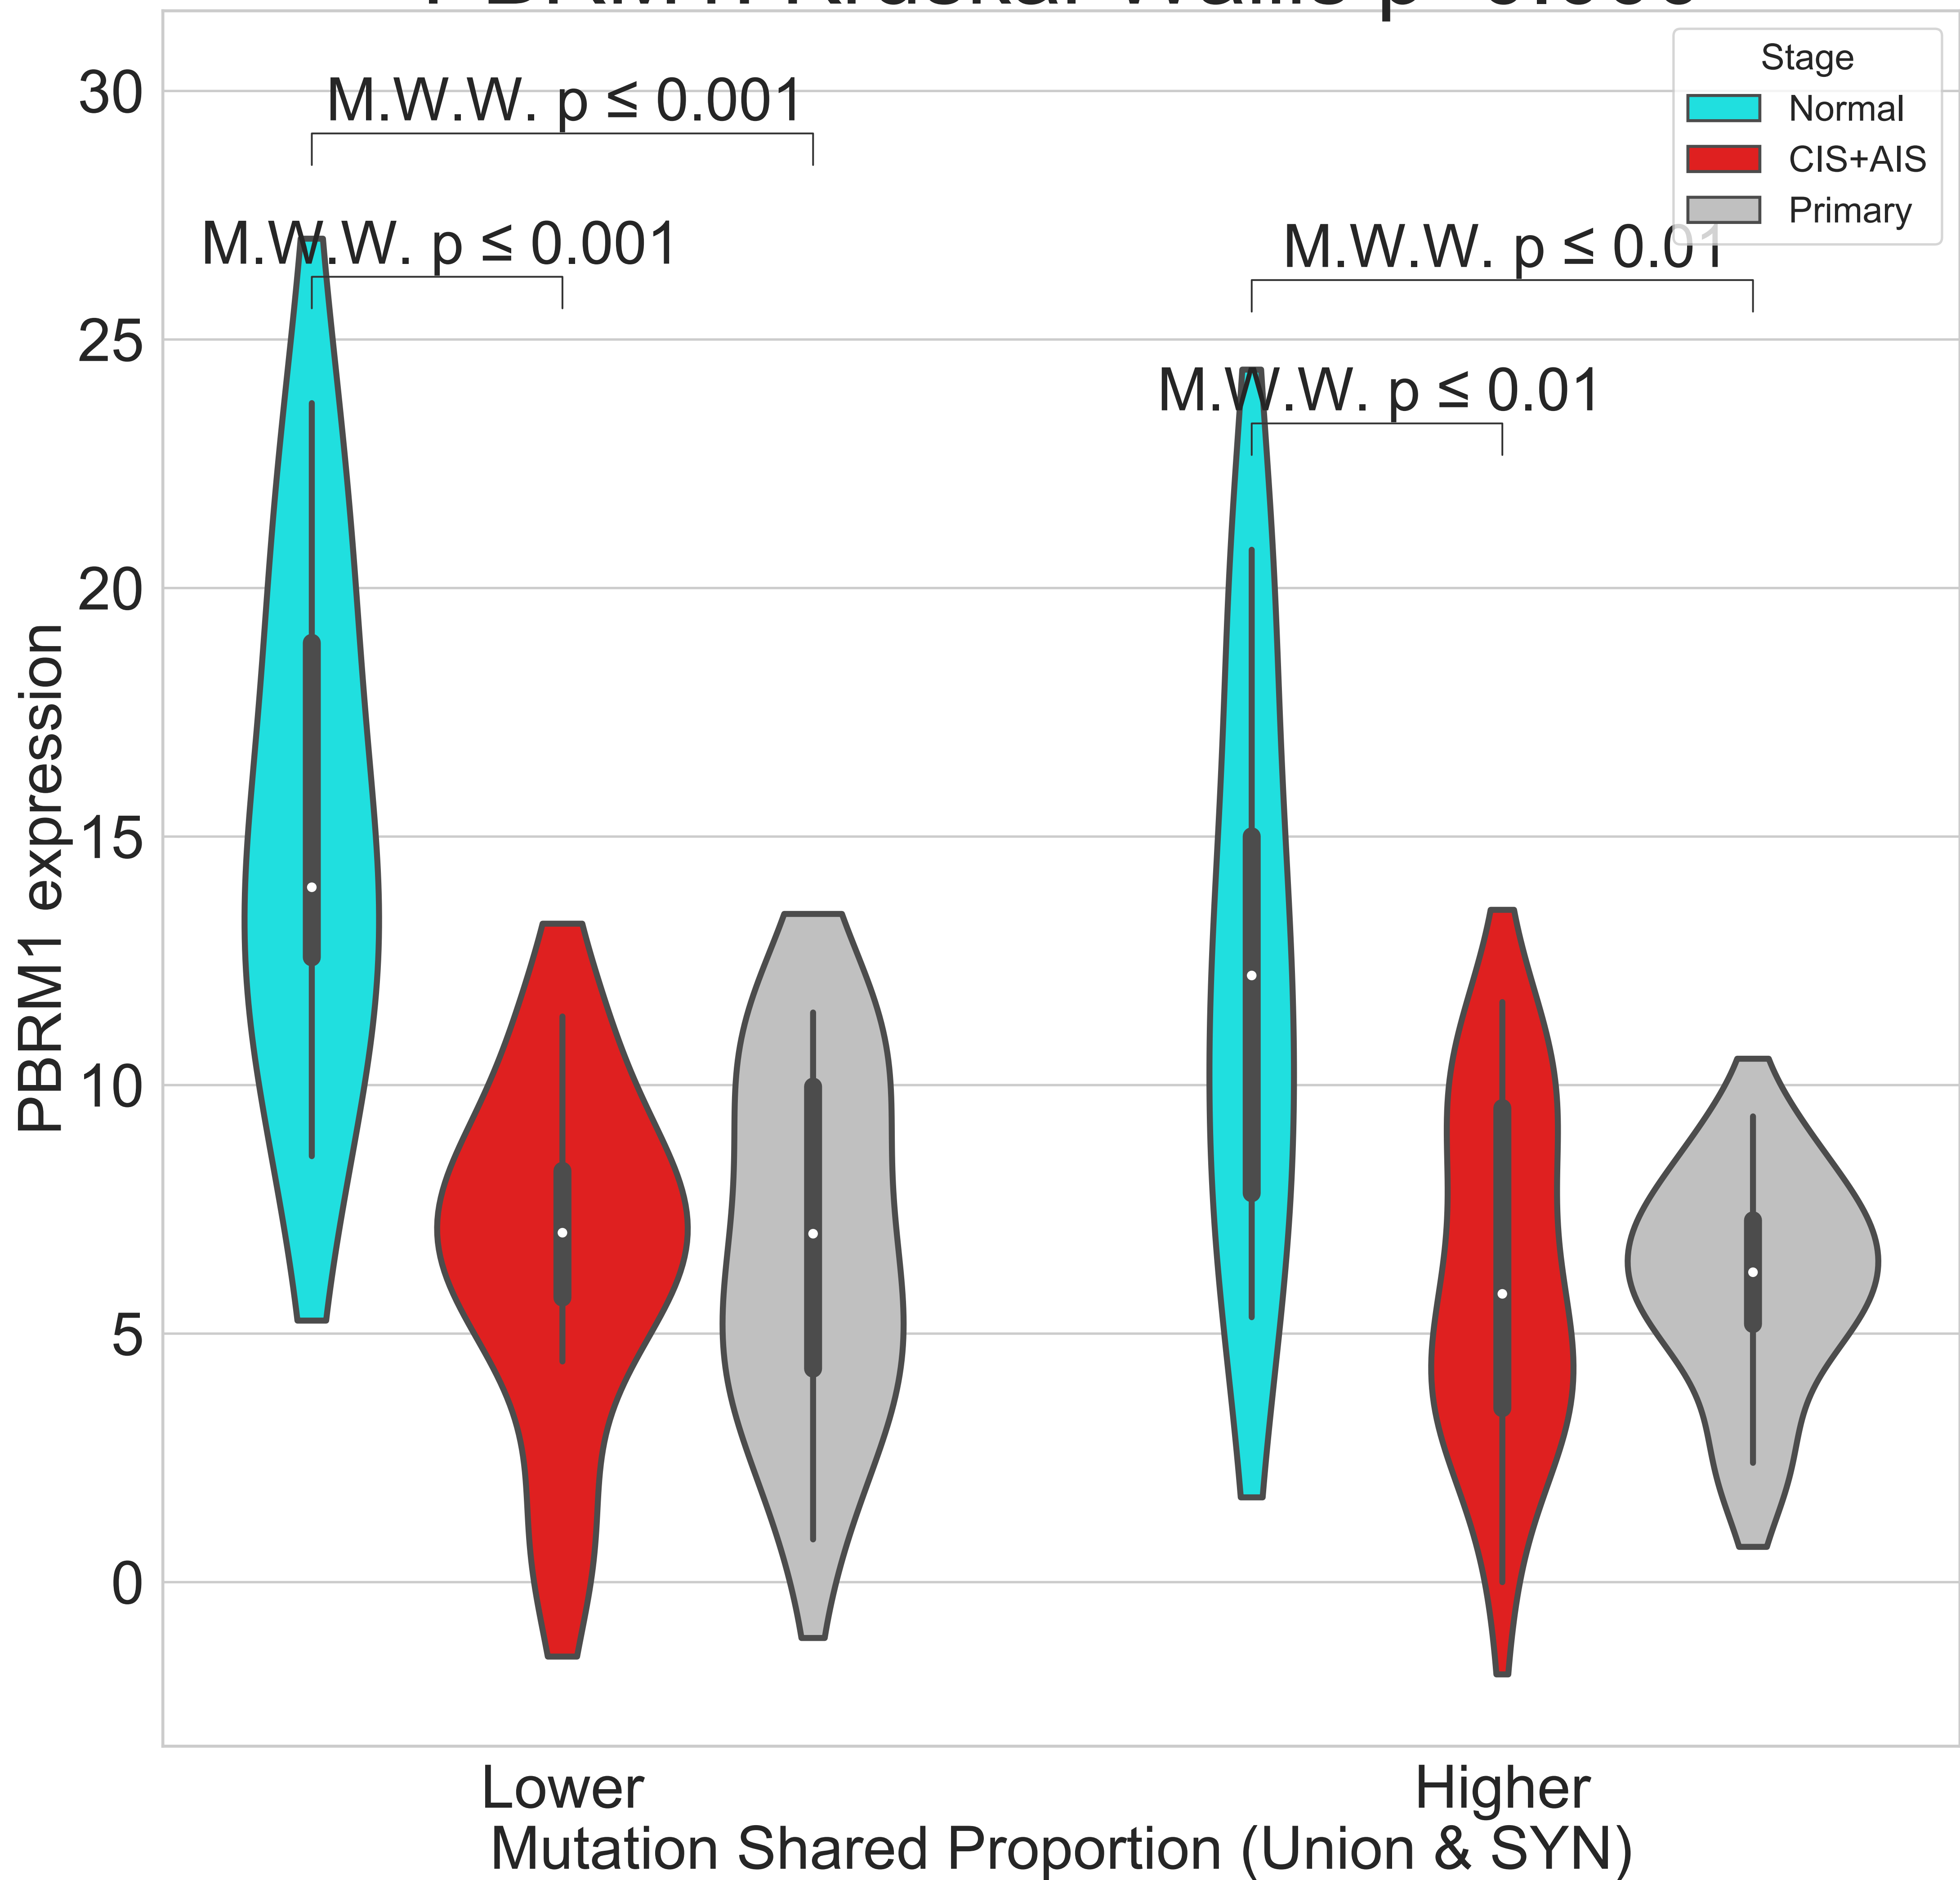 Stage
Normal
CIS+AIS
Primary
M.W.W. p ≤ 0.001
M.W.W. p ≤ 0.001
M.W.W. p ≤ 0.01
M.W.W. p ≤ 0.01
30
25
20
15
10
5
0
PBRM1 expression
Lower
Higher
Mutation Shared Proportion (Union & SYN)